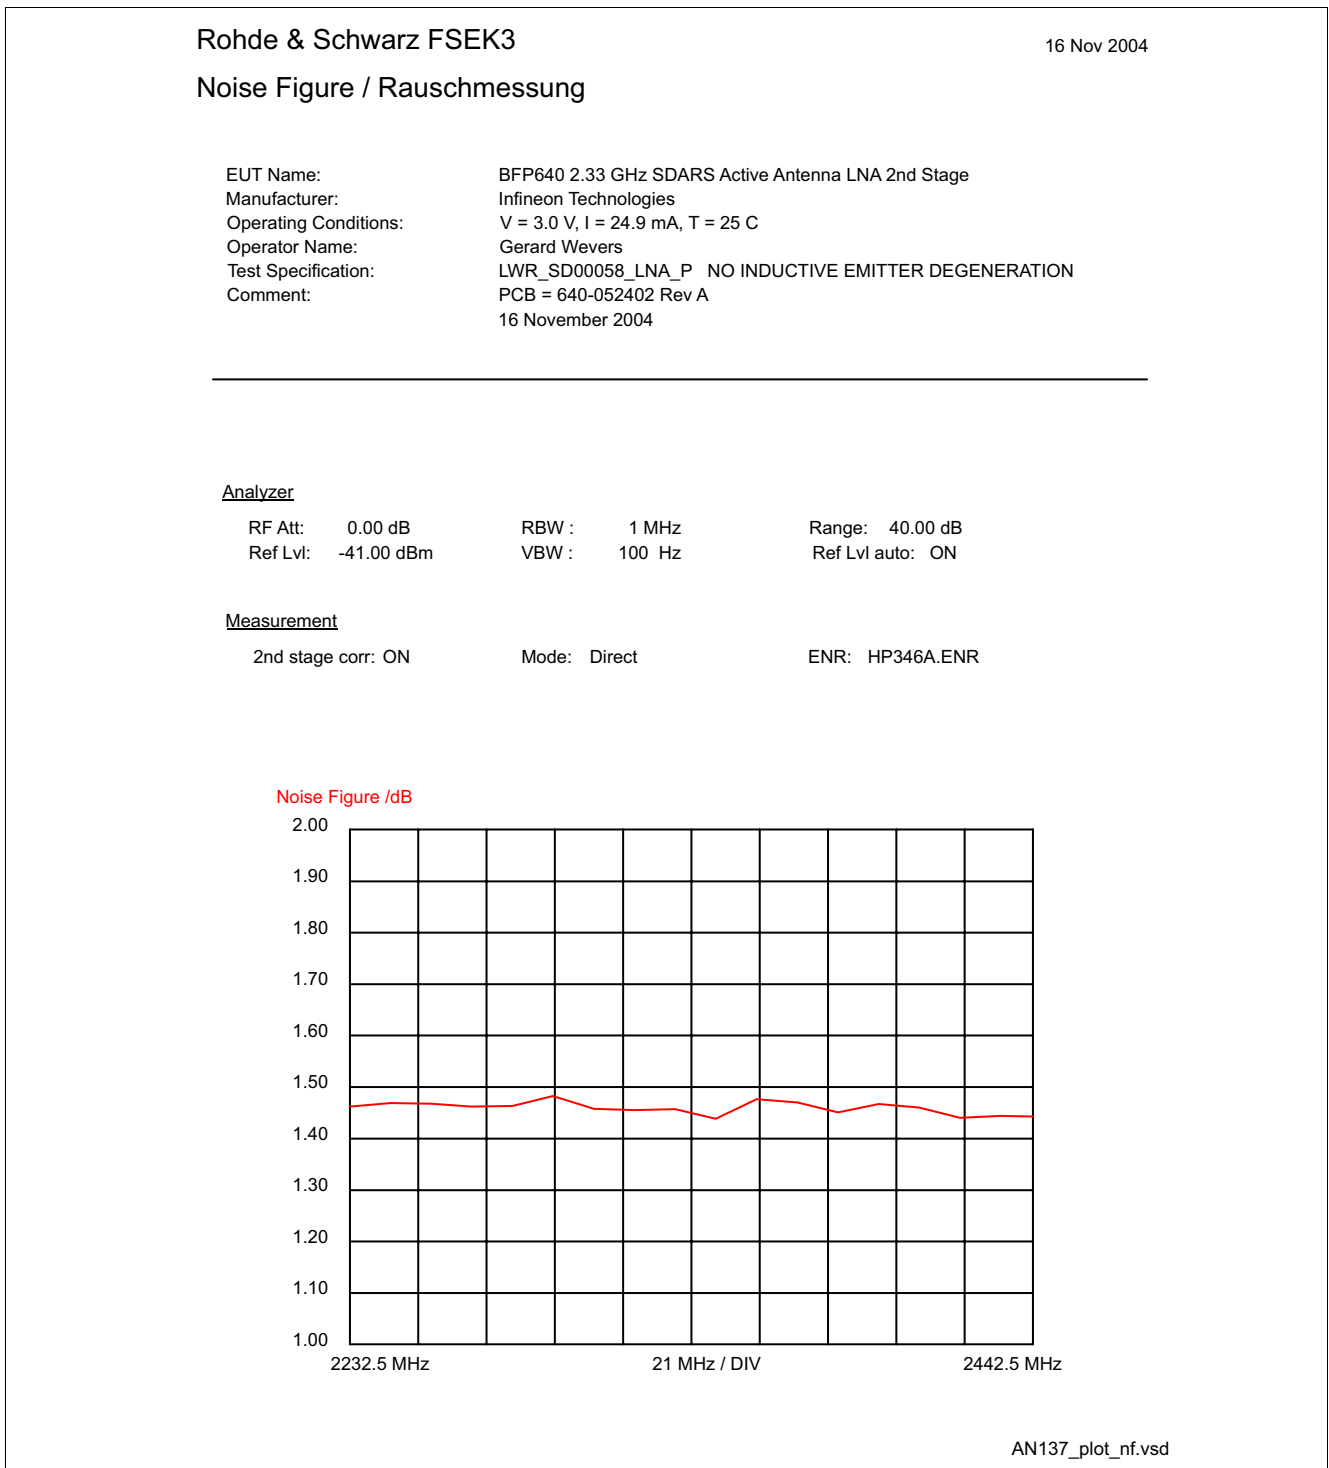 Rohde & Schwarz FSEK3
16 Nov 2004
Noise Figure / Rauschmessung
EUT Name: BFP640 2.33 GHz SDARS Active Antenna LNA 2nd Stage
Manufacturer: Infineon Technologies
Operating Conditions: V = 3.0 V, I = 24.9 mA, T = 25 C
Operator Name: Gerard Wevers
Test Specification: LWR_SD00058_LNA_P NO INDUCTIVE EMITTER DEGENERATION
Comment: PCB = 640-052402 Rev A
16 November 2004
Analyzer
RF Att: 0.00 dB RBW : 1 MHz Range: 40.00 dB
Ref Lvl: -41.00 dBm VBW : 100 Hz Ref Lvl auto: ON
Measurement
2nd stage corr: ON Mode: Direct ENR: HP346A.ENR
Noise Figure /dB
2.00
1.90
1.80
1.70
1.60
1.50
1.40
1.30
1.20
1.10
1.00
2232.5 MHz 21 MHz / DIV 2442.5 MHz
AN137_plot_nf.vsd